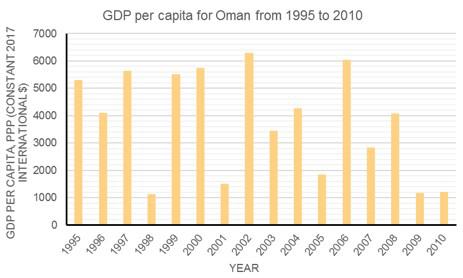 GDP per capita for Oman from 1995 to 2010
GDP PER CAPITA, PPP (CONSTANT 2017
INTERNATIONAL$)
7000
6000
5000
4000
3000
2000
1000
0
1995 1996 1997 1998 1999 2000 2001 2002 2003 2004 2005 2006 2007 2008 2009 2010
YEAR